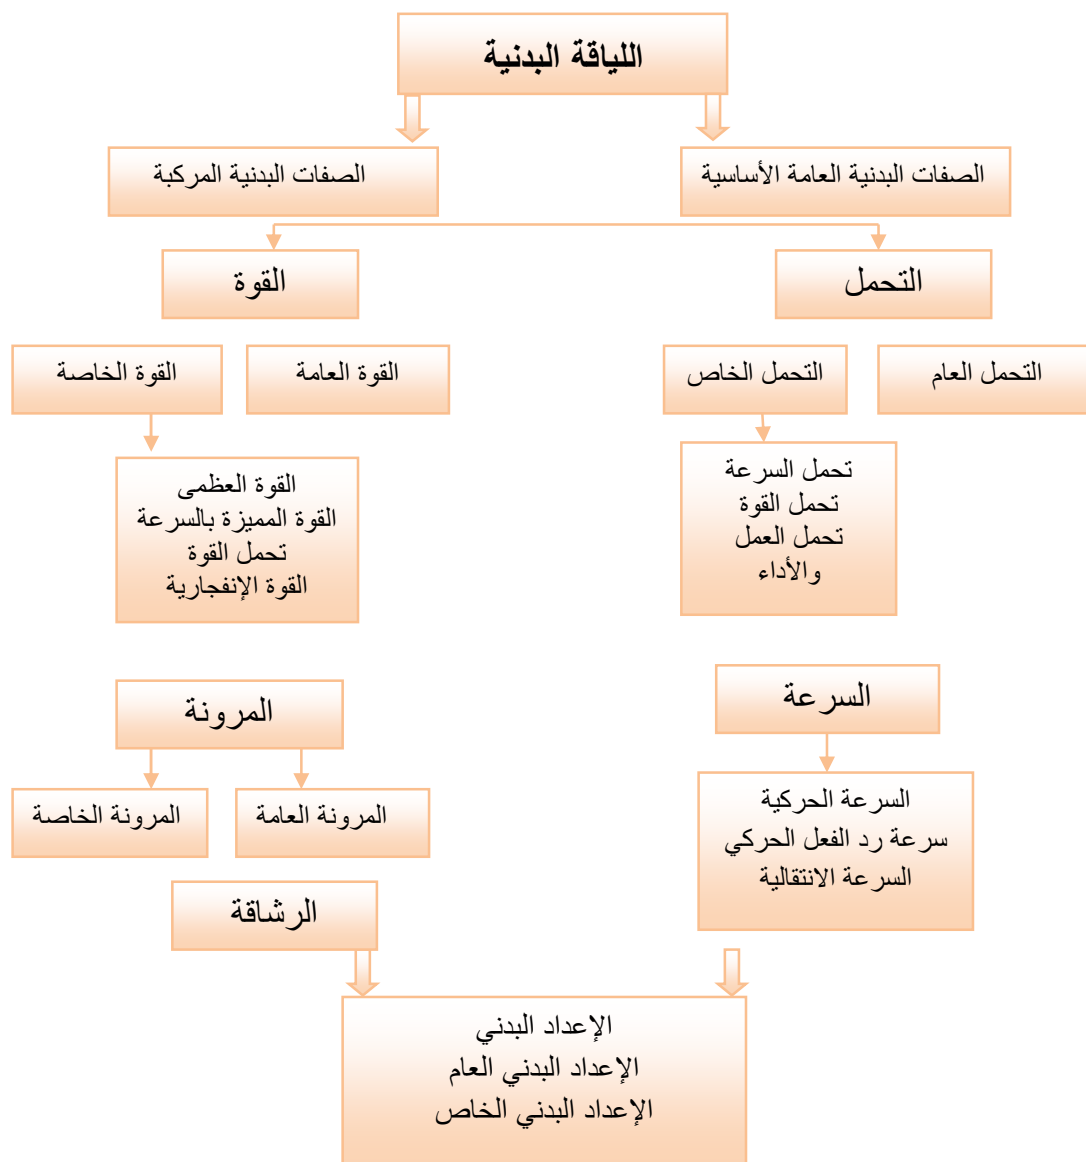 اللياقة البدنية
الصفات البدنية العامة الأساسية
الصفات البدنية المركبة
التحمل
القوة
التحمل العام
التحمل الخاص
القوة العامة
القوة الخاصة
تحمل السرعة
تحمل القوة
تحمل العمل
والأداء
القوة العظمى
القوة المميزة بالسرعة
تحمل القوة
القوة الإنفجارية
السرعة
المرونة
السرعة الحركية
سرعة رد الفعل الحركي
السرعة الانتقالية
المرونة العامة
المرونة الخاصة
الرشاقة
الإعداد البدني
الإعداد البدني العام
الإعداد البدني الخاص